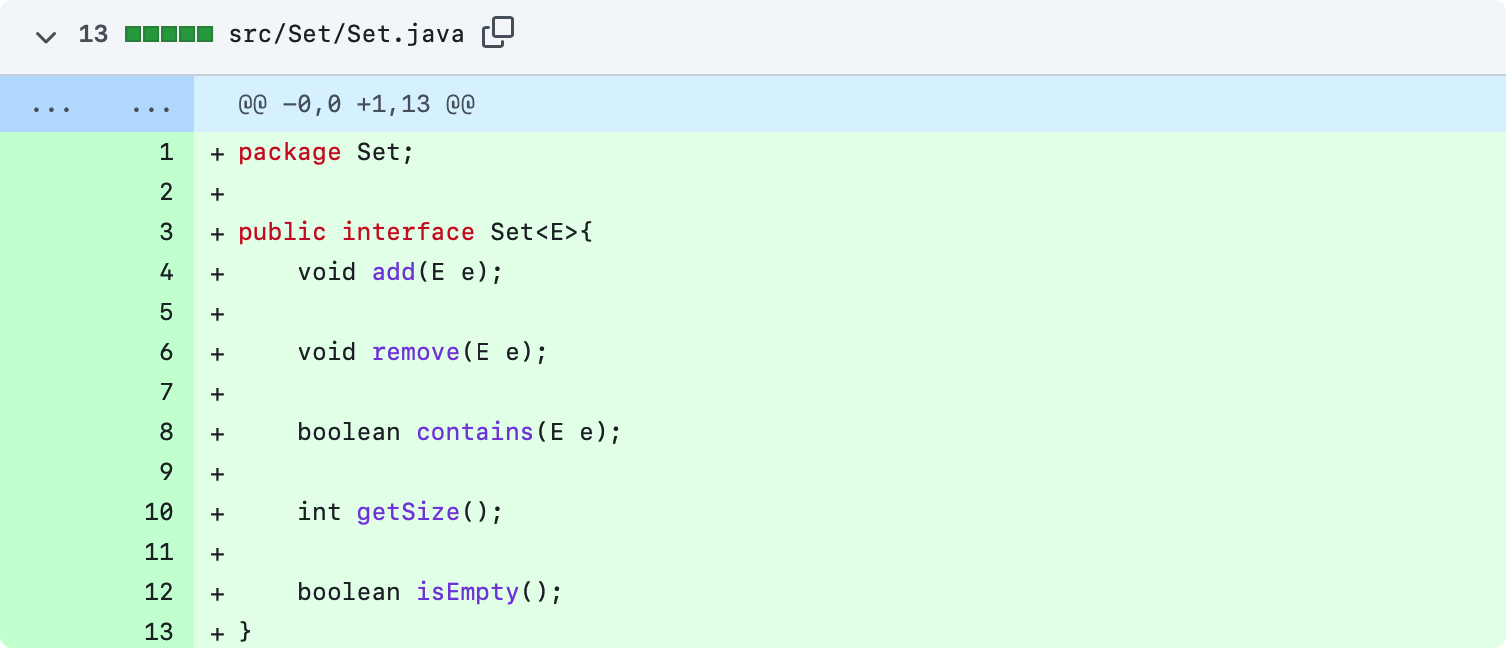 13 src/Set/Set.java
... ... @@ -0,0 +1,13 @@
1 + package Set;
2 +
3 + public interface Set<E>{
4 +     void add(E e);
5 +
6 +     void remove(E e);
7 +
8 +     boolean contains(E e);
9 +
10 +     int getSize();
11 +
12 +     boolean isEmpty();
13 + }